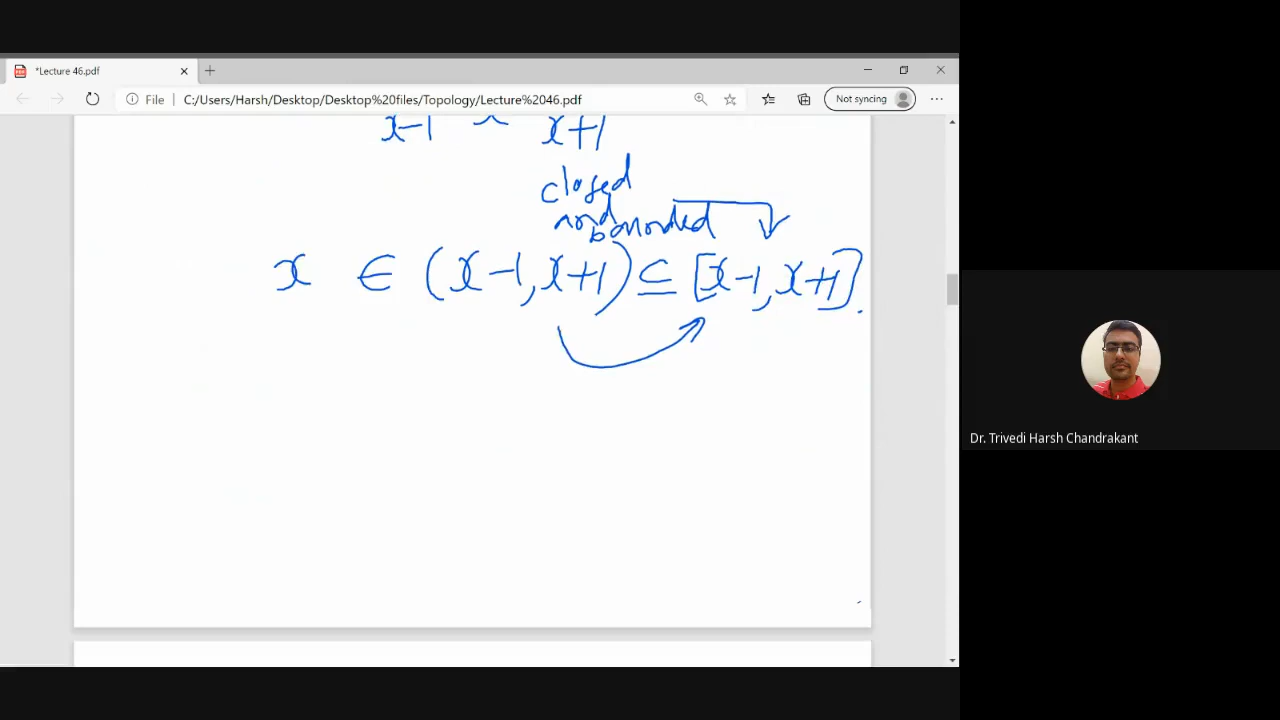 *Lecture 46.pdf
File | C:/Users/Harsh/Desktop/Desktop%20files/Topology/Lecture%2046.pdf
Not syncing
x-1 x x+1
closed
and
bounded
x ∈ (x-1, x+1) ⊆ [x-1, x+1].
Dr. Trivedi Harsh Chandrakant